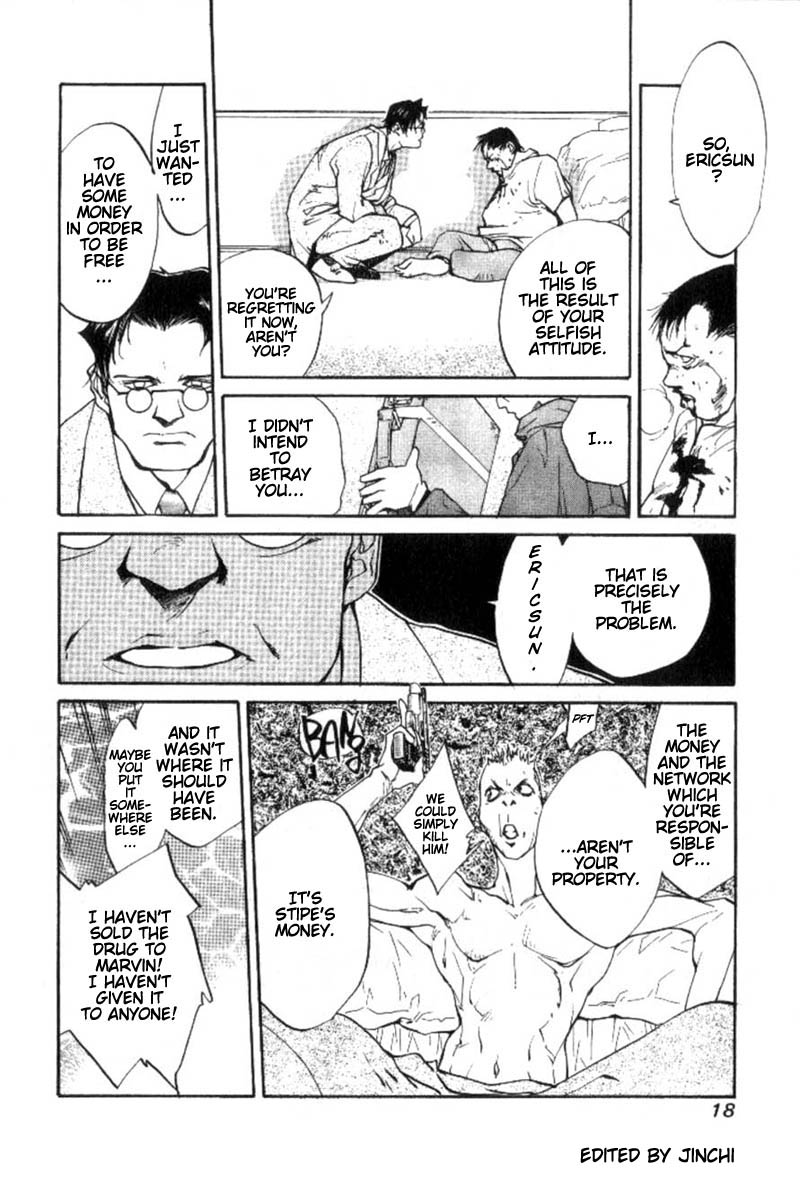 SO,
ERICSUN
?
ALL OF
THIS IS
THE RESULT
OF YOUR
SELFISH
ATTITUDE.
YOU'RE
REGRETTING
IT NOW,
AREN'T
YOU?
I...
I DIDN'T
INTEND
TO
BETRAY
YOU...
I
JUST
WAN-
TED
...
TO
HAVE
SOME
MONEY
IN ORDER
TO BE
FREE
...
THAT IS
PRECISELY
THE
PROBLEM.
ERICSUN.
THE
MONEY
AND THE
NETWORK
WHICH
YOU'RE
RESPON-
SIBLE
OF...
PFT
...AREN'T
YOUR
PROPERTY.
WE
COULD
SIMPLY
KILL
HIM!
BANG
IT'S
STIPE'S
MONEY.
AND IT
WASN'T
WHERE IT
SHOULD
HAVE
BEEN.
MAYBE
YOU
PUT
IT
SOME-
WHERE
ELSE
...
I HAVEN'T
SOLD THE
DRUG TO
MARVIN!
I HAVEN'T
GIVEN IT
TO ANYONE!
18
EDITED BY JINCHI